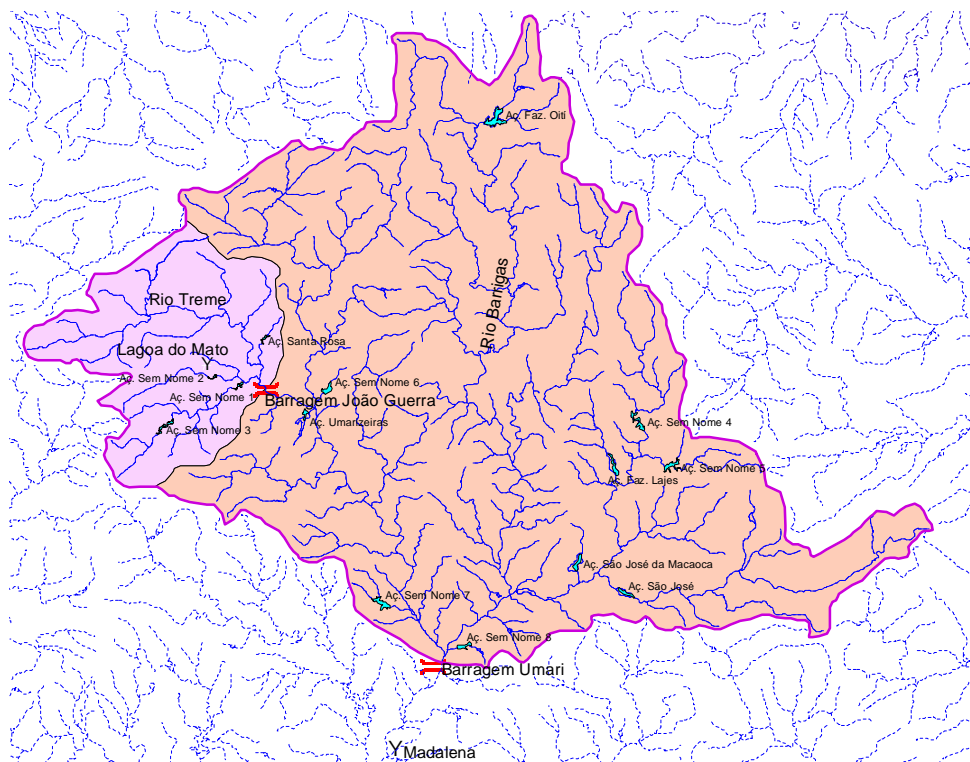 Aç. Faz. Oití
Rio Barrigas
Rio Treme
Aç. Santa Rosa
Lagoa do Mato
Y
Aç. Sem Nome 2
Aç. Sem Nome 6
Aç. Sem Nome 1
Barragem João Guerra
Aç. Umarizeiras
Aç. Sem Nome 4
Aç. Sem Nome 3
Aç. Sem Nome 5
Aç. Faz. Lajes
Aç. São José da Macaoca
Aç. São José
Aç. Sem Nome 7
Aç. Sem Nome 8
Barragem Umari
Y Madalena